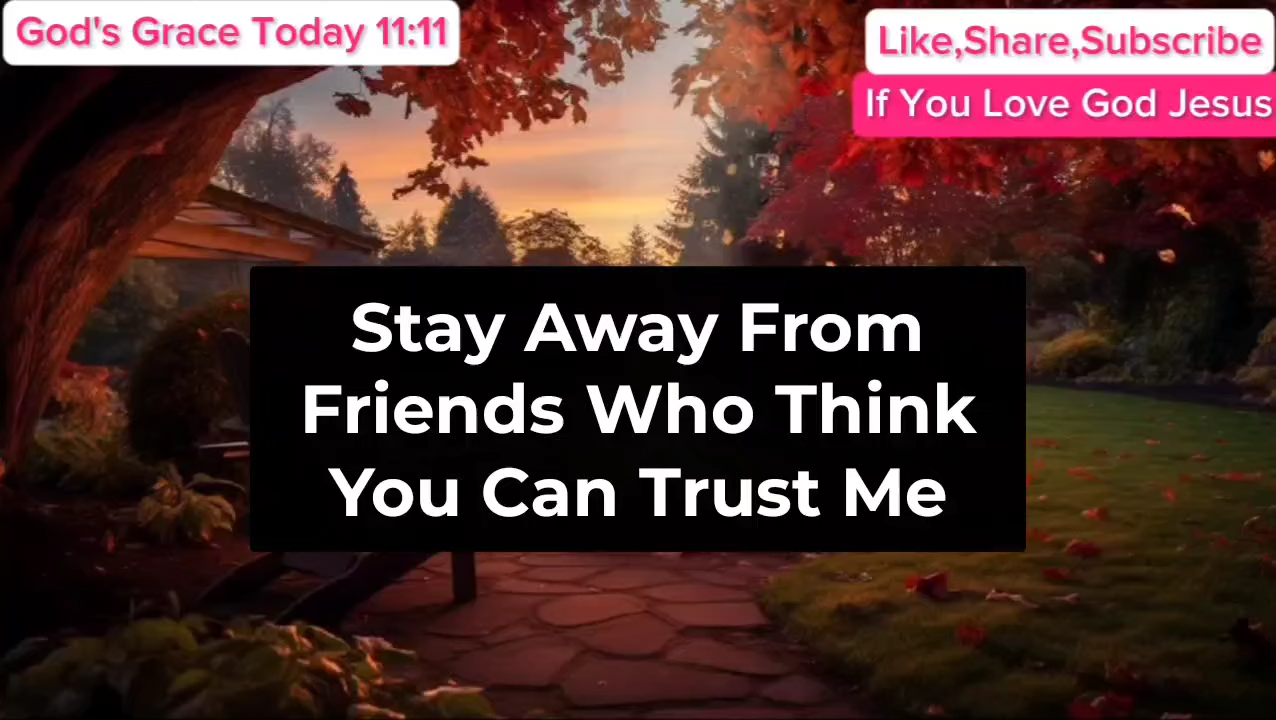 God's Grace Today 11:11
Like,Share,Subscribe
If You Love God Jesus
Stay Away From
Friends Who Think
You Can Trust Me